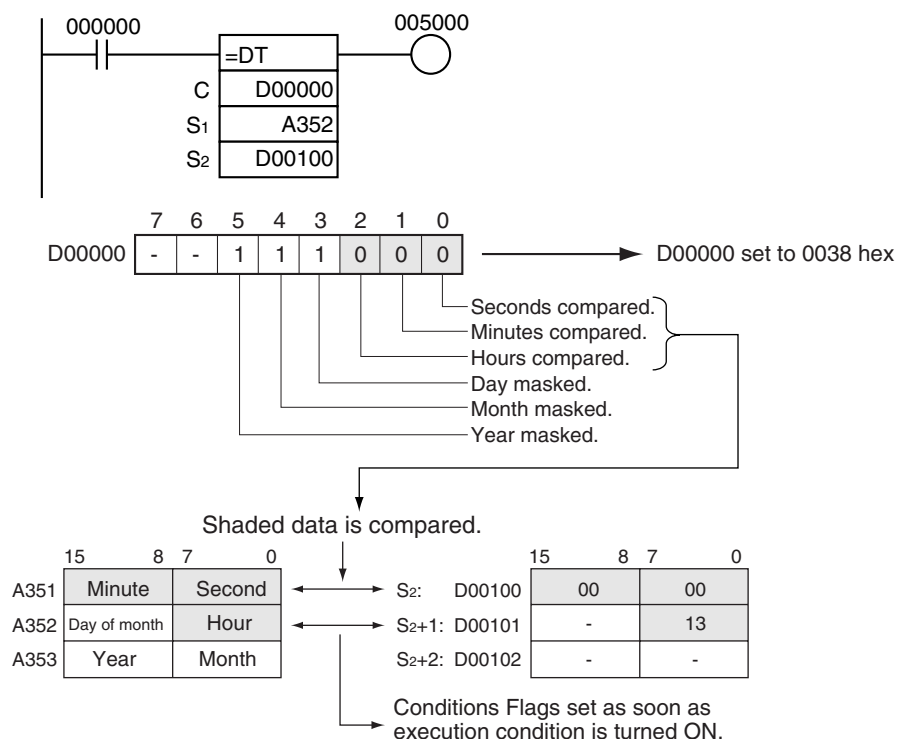 000000 005000
=DT
C D00000
S1 A352
S2 D00100
7 6 5 4 3 2 1 0
D00000 - - 1 1 1 0 0 0 D00000 set to 0038 hex
Seconds compared.
Minutes compared.
Hours compared.
Day masked.
Month masked.
Year masked.
Shaded data is compared.
15 8 7 0 15 8 7 0
A351 Minute Second S2: D00100 00 00
A352 Day of month Hour S2+1: D00101 - 13
A353 Year Month S2+2: D00102 - -
Conditions Flags set as soon as
execution condition is turned ON.